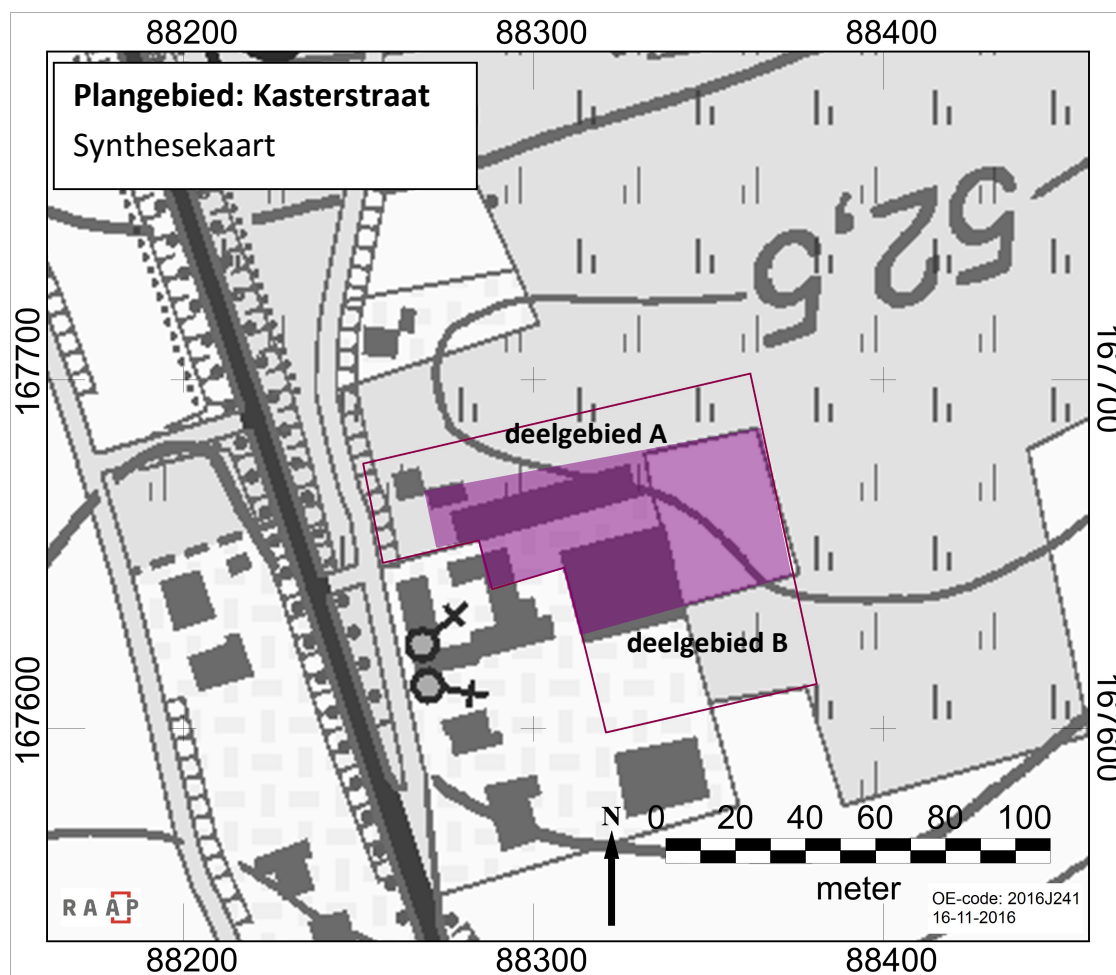 88200 88300 88400
Plangebied: Kasterstraat
Synthesekaart
52,5
167700 167700
deelgebied A
deelgebied B
167600 167600
N 0 20 40 60 80 100
meter
RAAP
OE-code: 2016J241
16-11-2016
88200 88300 88400